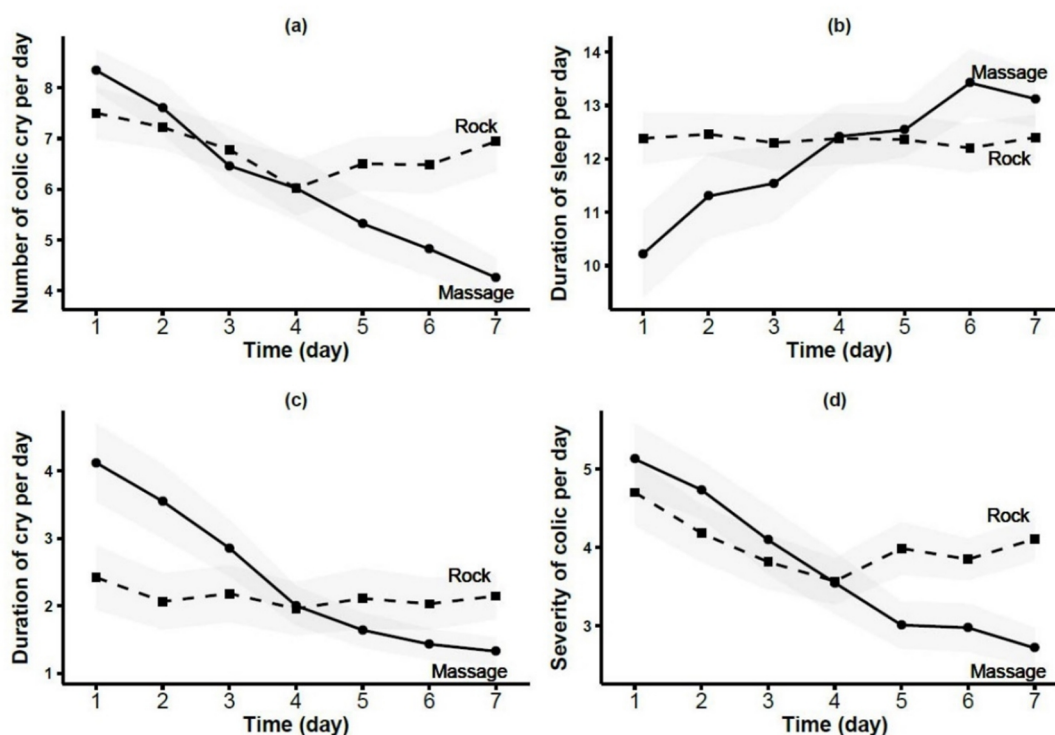 (a)
Number of colic cry per day
8
7
6
5
4
Rock
Massage
1 2 3 4 5 6 7
Time (day)
(b)
Duration of sleep per day
14
13
12
11
10
Massage
Rock
1 2 3 4 5 6 7
Time (day)
(c)
Duration of cry per day
4
3
2
1
Rock
Massage
1 2 3 4 5 6 7
Time (day)
(d)
Severity of colic per day
5
4
3
Rock
Massage
1 2 3 4 5 6 7
Time (day)